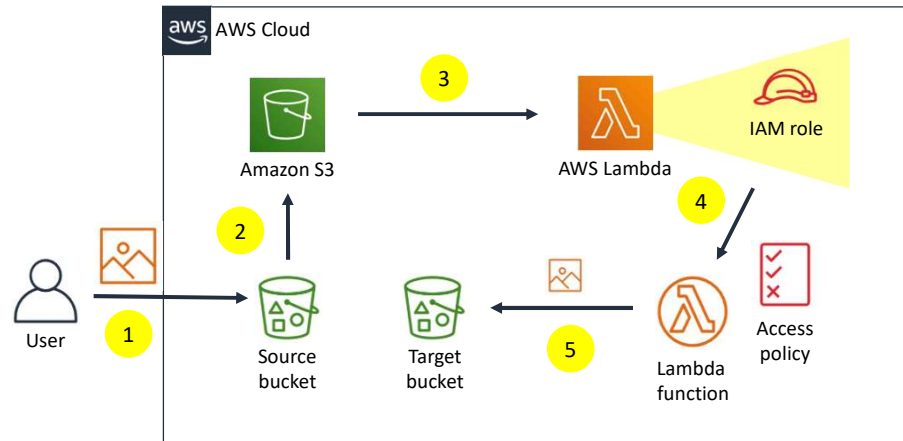 aws
AWS Cloud
3
IAM role
Amazon S3
AWS Lambda
2
4
1
User
Source
bucket
Target
bucket
5
Lambda
function
Access
policy